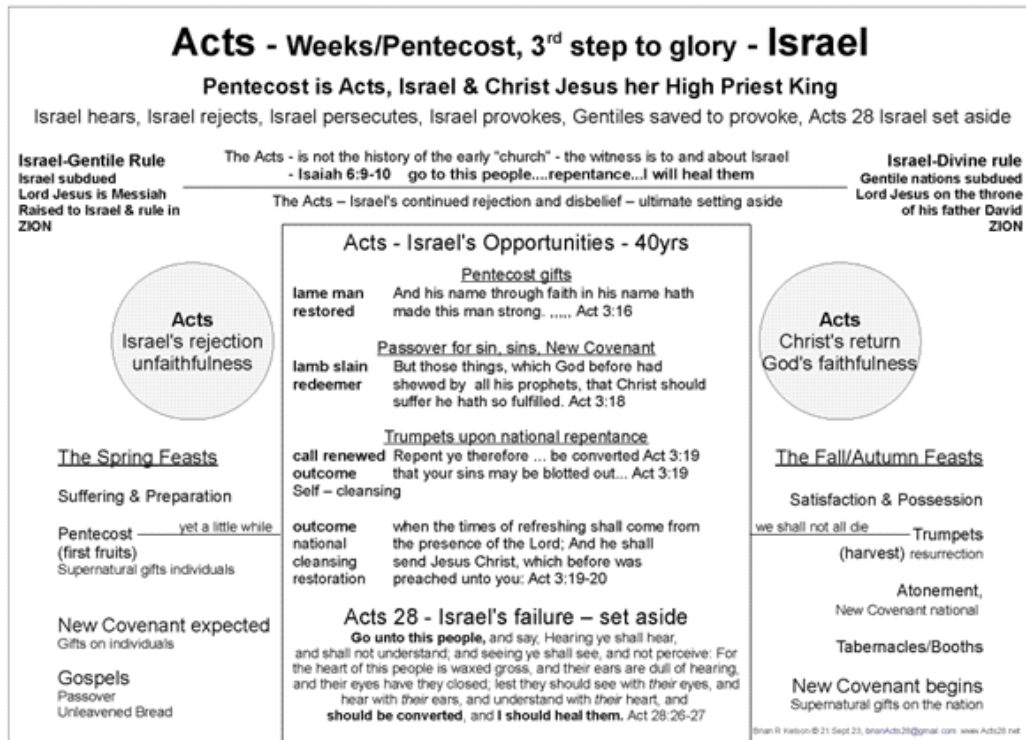 Acts - Weeks/Pentecost, 3rd step to glory - Israel
Pentecost is Acts, Israel & Christ Jesus her High Priest King
Israel hears, Israel rejects, Israel persecutes, Israel provokes, Gentiles saved to provoke, Acts 28 Israel set aside
Israel-Gentile Rule
Israel subdued
Lord Jesus is Messiah
Raised to Israel & rule in
ZION
The Acts - is not the history of the early "church" - the witness is to and about Israel
- Isaiah 6:9-10 go to this people....repentance...I will heal them
The Acts – Israel's continued rejection and disbelief – ultimate setting aside
Israel-Divine rule
Gentile nations subdued
Lord Jesus on the throne
of his father David
ZION
Acts
Israel's rejection
unfaithfulness
The Spring Feasts
Suffering & Preparation
Pentecost yet a little while
(first fruits)
Supernatural gifts individuals
New Covenant expected
Gifts on individuals
Gospels
Passover
Unleavened Bread
Acts - Israel's Opportunities - 40yrs
Pentecost gifts
lame man And his name through faith in his name hath
restored made this man strong. ..... Act 3:16
Passover for sin, sins, New Covenant
lamb slain But those things, which God before had
redeemer shewed by all his prophets, that Christ should
suffer he hath so fulfilled. Act 3:18
Trumpets upon national repentance
call renewed Repent ye therefore ... be converted Act 3:19
outcome that your sins may be blotted out... Act 3:19
Self – cleansing
outcome when the times of refreshing shall come from
national the presence of the Lord; And he shall
cleansing send Jesus Christ, which before was
restoration preached unto you: Act 3:19-20
Acts 28 - Israel's failure – set aside
Go unto this people, and say, Hearing ye shall hear,
and shall not understand; and seeing ye shall see, and not perceive: For
the heart of this people is waxed gross, and their ears are dull of hearing,
and their eyes have they closed; lest they should see with their eyes, and
hear with their ears, and understand with their heart, and
should be converted, and I should heal them. Act 28:26-27
Acts
Christ's return
God's faithfulness
The Fall/Autumn Feasts
Satisfaction & Possession
we shall not all die Trumpets
(harvest) resurrection
Atonement,
New Covenant national
Tabernacles/Booths
New Covenant begins
Supernatural gifts on the nation
Brian R Kelson © 21 Sept 23, brianActs28@gmail.com www.Acts28.net